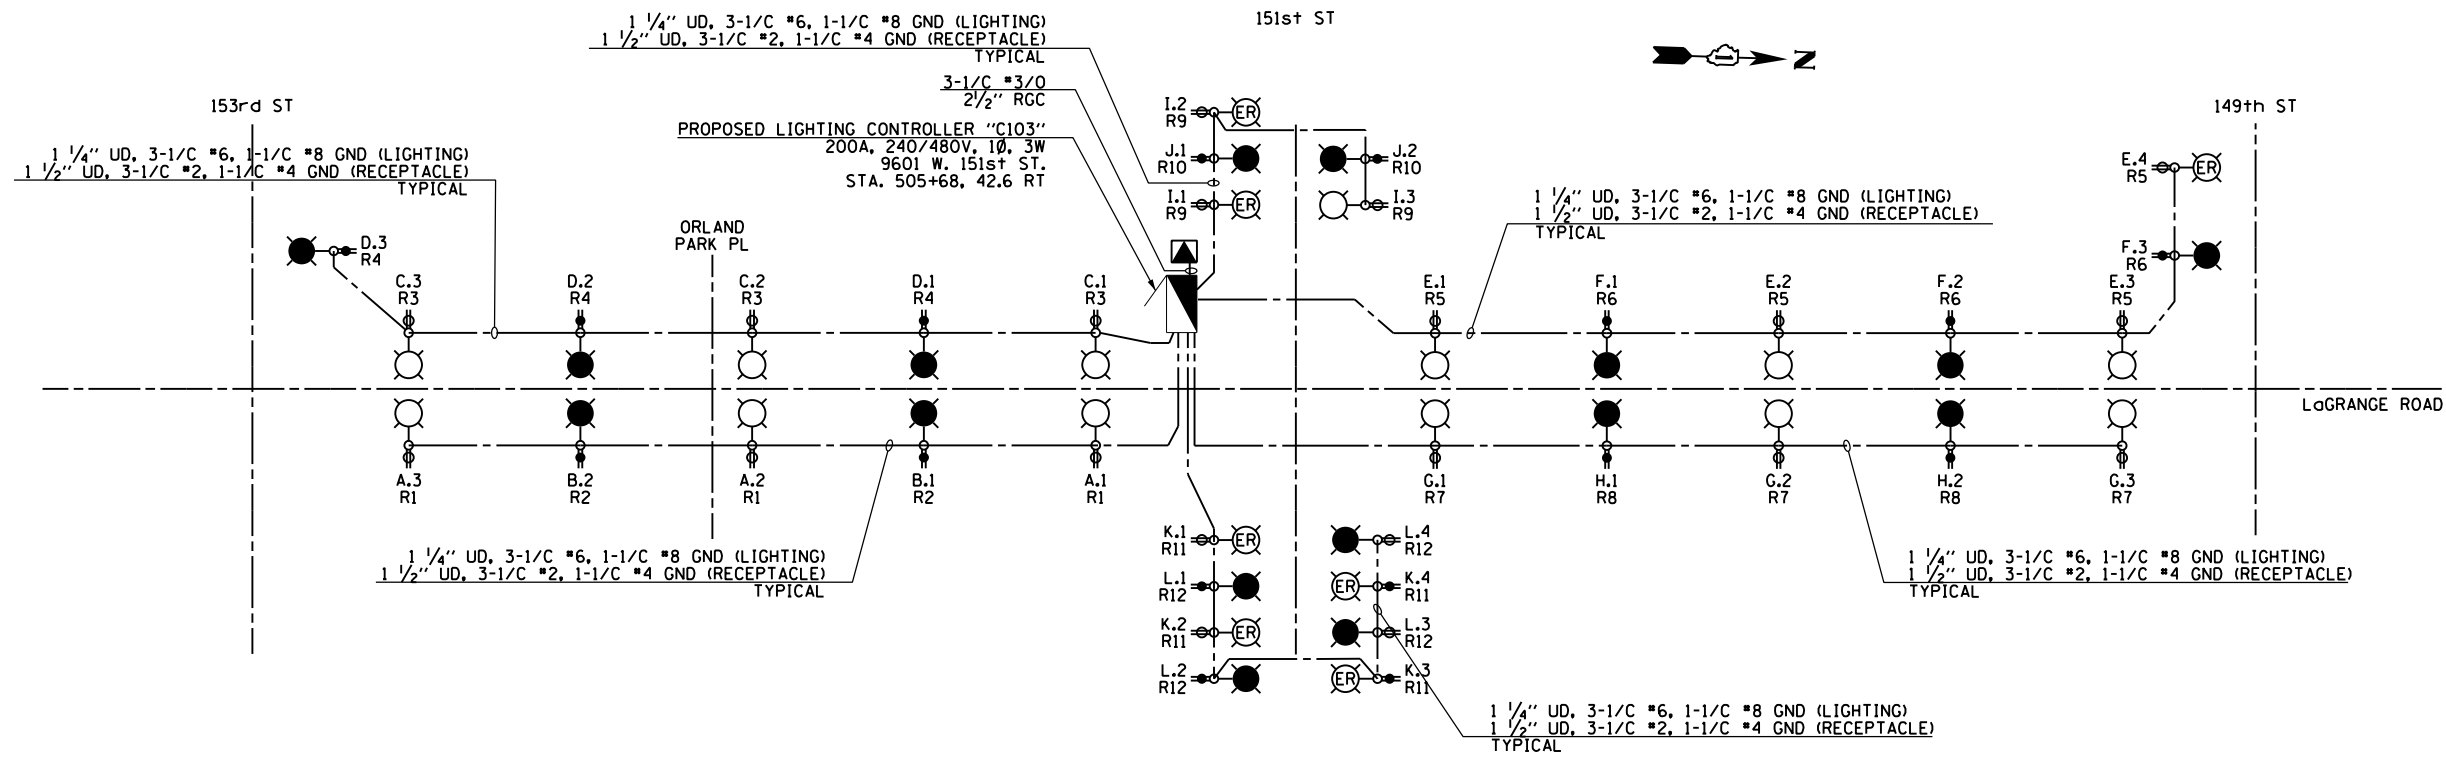 1 1/4" UD, 3-1/C #6, 1-1/C #8 GND (LIGHTING)
1 1/2" UD, 3-1/C #2, 1-1/C #4 GND (RECEPTACLE)
TYPICAL
151st ST
N
3-1/C #3/0
2 1/2" RGC
153rd ST
149th ST
PROPOSED LIGHTING CONTROLLER "C103"
200A, 240/480V, 1Ø, 3W
9601 W. 151st ST.
STA. 505+68, 42.6 RT
1 1/4" UD, 3-1/C #6, 1-1/C #8 GND (LIGHTING)
1 1/2" UD, 3-1/C #2, 1-1/C #4 GND (RECEPTACLE)
TYPICAL
I.2
R9
ER
J.1
R10
J.2
R10
I.1
R9
ER
I.3
R9
E.4
R5
ER
F.3
R6
1 1/4" UD, 3-1/C #6, 1-1/C #8 GND (LIGHTING)
1 1/2" UD, 3-1/C #2, 1-1/C #4 GND (RECEPTACLE)
TYPICAL
ORLAND
PARK PL
D.3
R4
C.3
R3
D.2
R4
C.2
R3
D.1
R4
C.1
R3
E.1
R5
F.1
R6
E.2
R5
F.2
R6
E.3
R5
LaGRANGE ROAD
A.3
R1
B.2
R2
A.2
R1
B.1
R2
A.1
R1
G.1
R7
H.1
R8
G.2
R7
H.2
R8
G.3
R7
1 1/4" UD, 3-1/C #6, 1-1/C #8 GND (LIGHTING)
1 1/2" UD, 3-1/C #2, 1-1/C #4 GND (RECEPTACLE)
TYPICAL
K.1
R11
ER
L.4
R12
L.1
R12
ER
K.4
R11
K.2
R11
ER
L.3
R12
L.2
R12
ER
K.3
R11
1 1/4" UD, 3-1/C #6, 1-1/C #8 GND (LIGHTING)
1 1/2" UD, 3-1/C #2, 1-1/C #4 GND (RECEPTACLE)
TYPICAL
1 1/4" UD, 3-1/C #6, 1-1/C #8 GND (LIGHTING)
1 1/2" UD, 3-1/C #2, 1-1/C #4 GND (RECEPTACLE)
TYPICAL